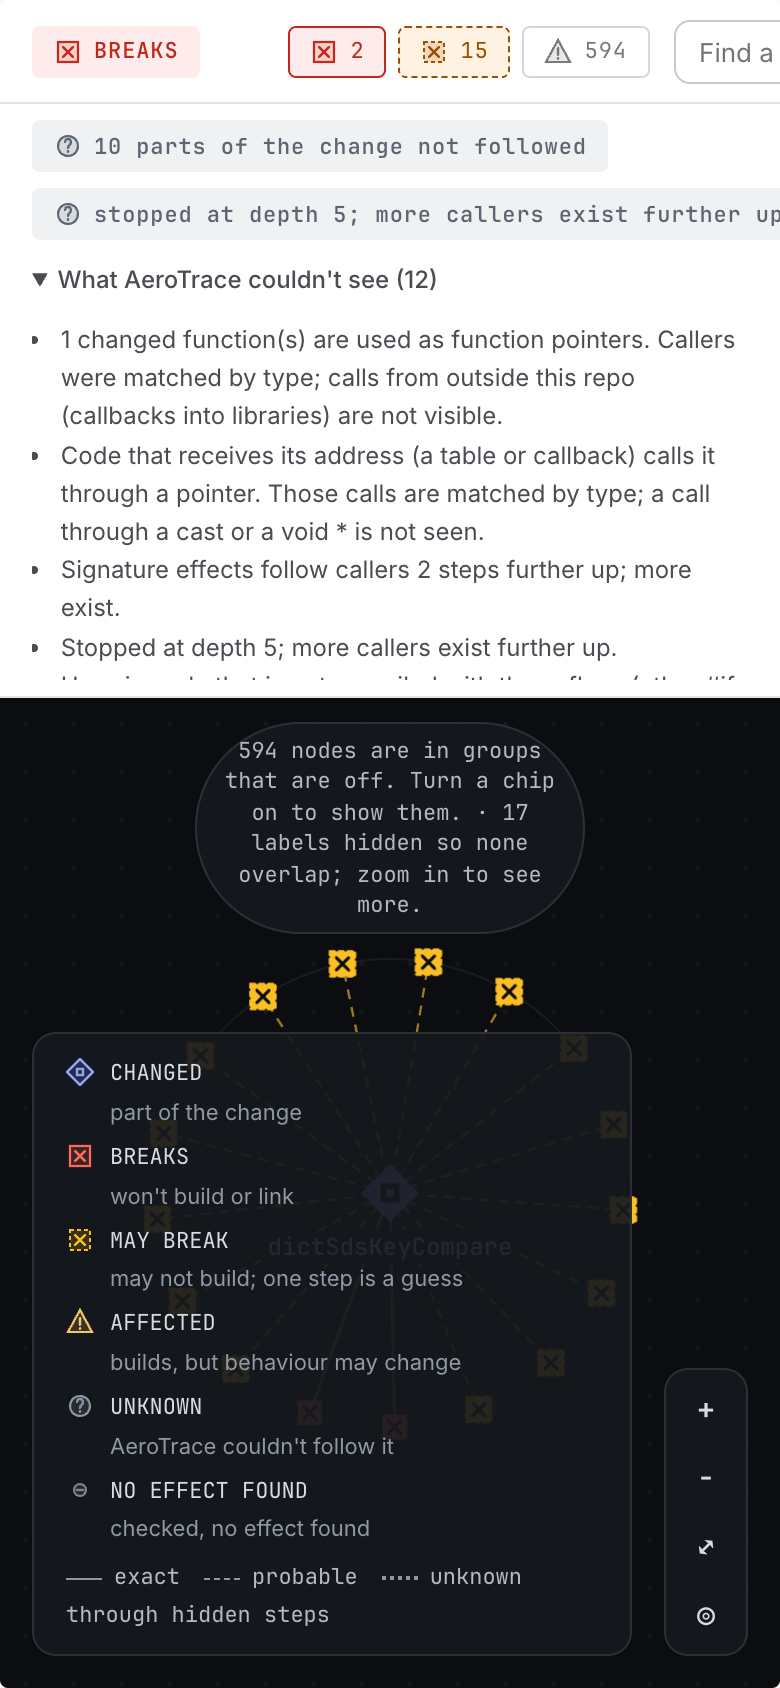 BREAKS 2 15 594 Find a
10 parts of the change not followed
stopped at depth 5; more callers exist further up
What AeroTrace couldn't see (12)
1 changed function(s) are used as function pointers. Callers
were matched by type; calls from outside this repo
(callbacks into libraries) are not visible.
Code that receives its address (a table or callback) calls it
through a pointer. Those calls are matched by type; a call
through a cast or a void * is not seen.
Signature effects follow callers 2 steps further up; more
exist.
Stopped at depth 5; more callers exist further up.
594 nodes are in groups
that are off. Turn a chip
on to show them. · 17
labels hidden so none
overlap; zoom in to see
more.
CHANGED
part of the change
BREAKS
won't build or link
MAY BREAK
dictSdsKeyCompare
may not build; one step is a guess
AFFECTED
builds, but behaviour may change
UNKNOWN
AeroTrace couldn't follow it
NO EFFECT FOUND
checked, no effect found
exact probable unknown
through hidden steps